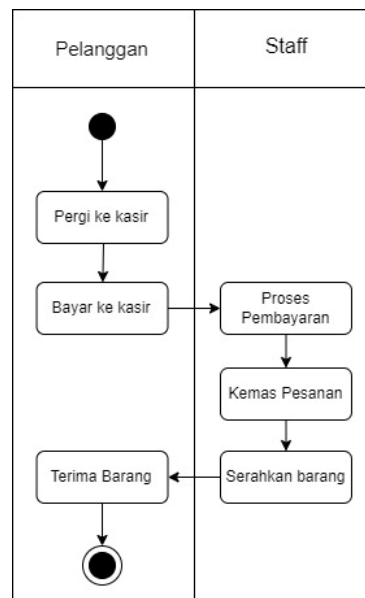 Pelanggan
Staff
Pergi ke kasir
Bayar ke kasir
Proses
Pembayaran
Kemas Pesanan
Serahkan barang
Terima Barang